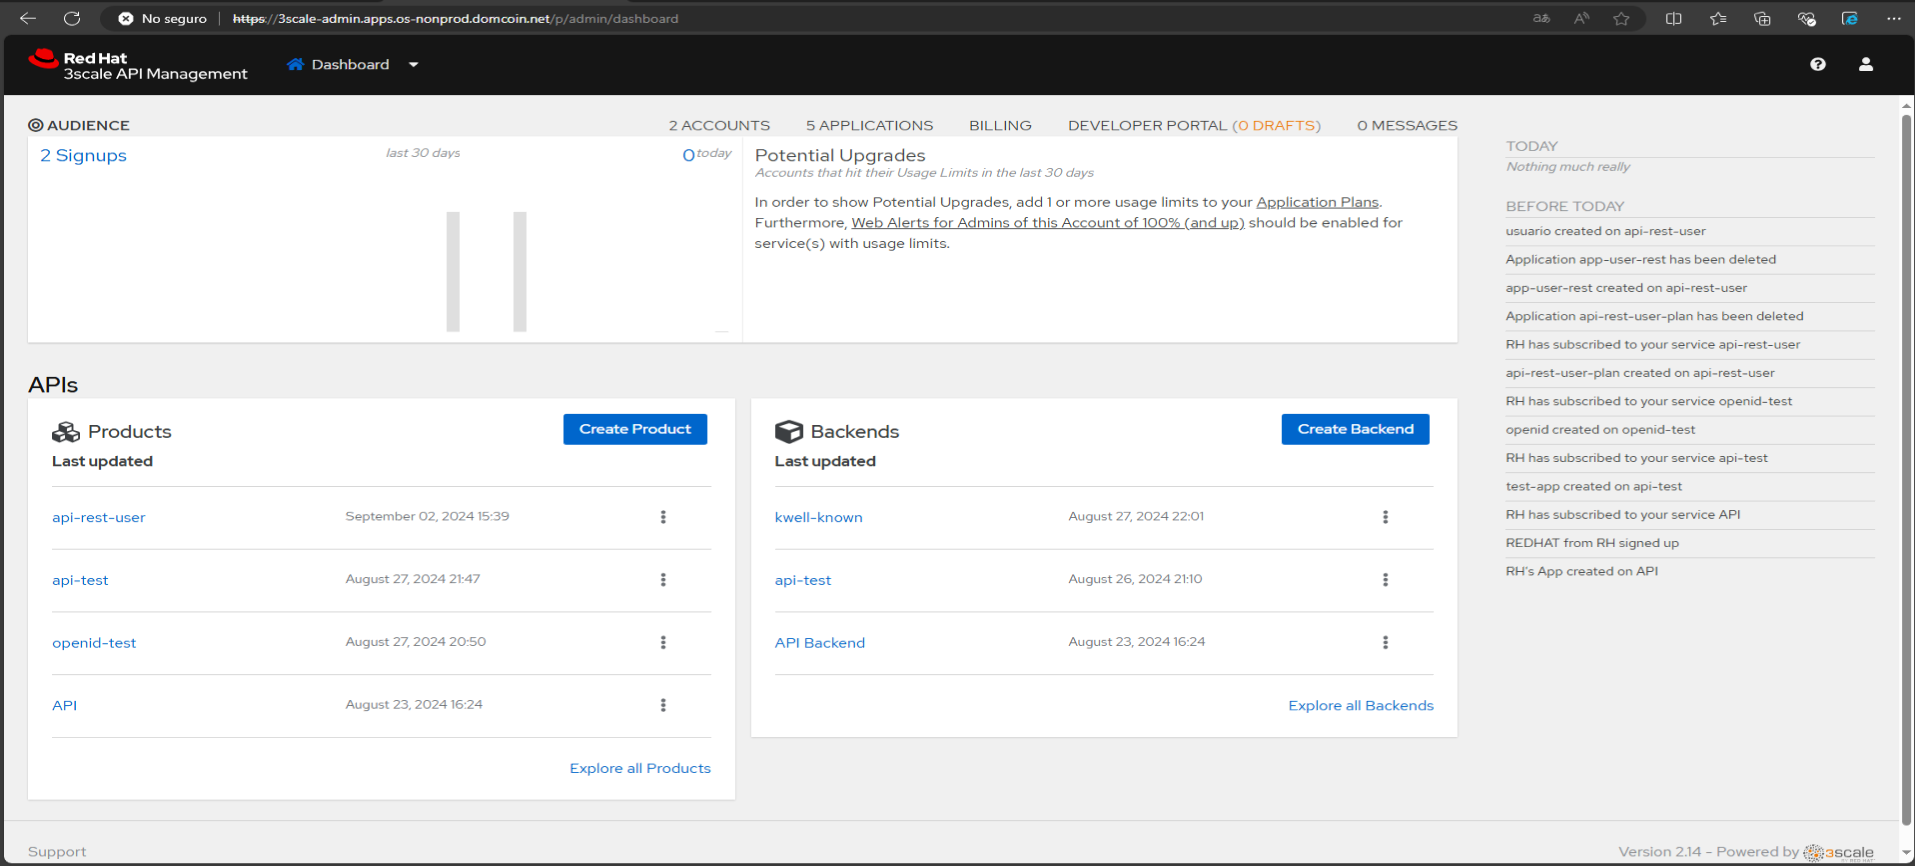 No seguro
https://3scale-admin.apps.os-nonprod.domcoin.net/p/admin/dashboard
Red Hat
3scale API Management
Dashboard
AUDIENCE
2 ACCOUNTS
5 APPLICATIONS
BILLING
DEVELOPER PORTAL (0 DRAFTS)
0 MESSAGES
2 Signups
last 30 days
0 today
Potential Upgrades
Accounts that hit their Usage Limits in the last 30 days
In order to show Potential Upgrades, add 1 or more usage limits to your Application Plans.
Furthermore, Web Alerts for Admins of this Account of 100% (and up) should be enabled for
service(s) with usage limits.
TODAY
Nothing much really
BEFORE TODAY
usuario created on api-rest-user
Application app-user-rest has been deleted
app-user-rest created on api-rest-user
Application api-rest-user-plan has been deleted
RH has subscribed to your service api-rest-user
api-rest-user-plan created on api-rest-user
RH has subscribed to your service openid-test
openid created on openid-test
RH has subscribed to your service api-test
test-app created on api-test
RH has subscribed to your service API
REDHAT from RH signed up
RH's App created on API
APIs
Products
Create Product
Last updated
api-rest-user September 02, 2024 15:39
api-test August 27, 2024 21:47
openid-test August 27, 2024 20:50
API August 23, 2024 16:24
Explore all Products
Backends
Create Backend
Last updated
kwell-known August 27, 2024 22:01
api-test August 26, 2024 21:10
API Backend August 23, 2024 16:24
Explore all Backends
Support
Version 2.14 - Powered by 3scale
BY RED HAT